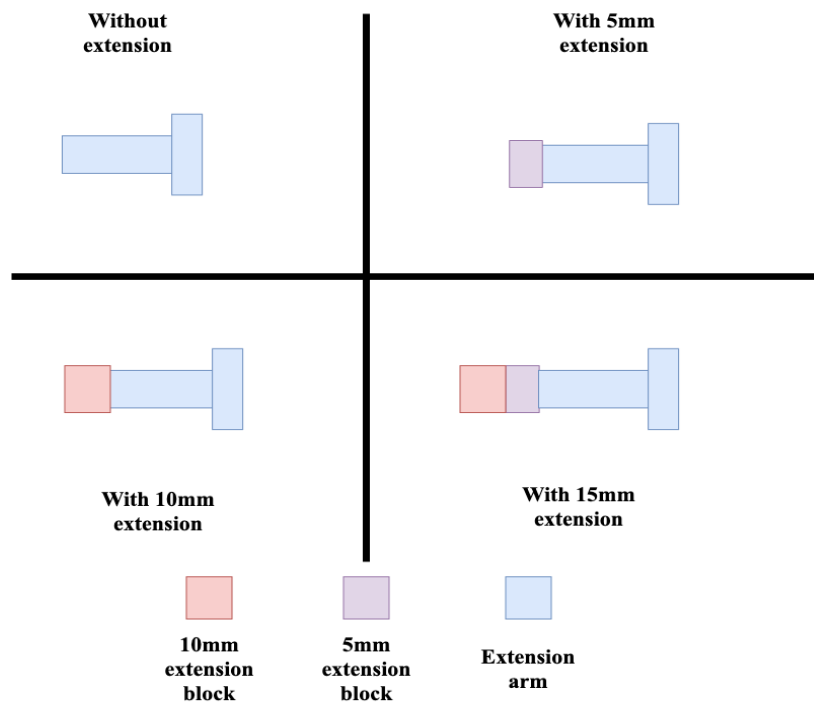 Without
extension
With 5mm
extension
With 10mm
extension
With 15mm
extension
10mm
extension
block
5mm
extension
block
Extension
arm